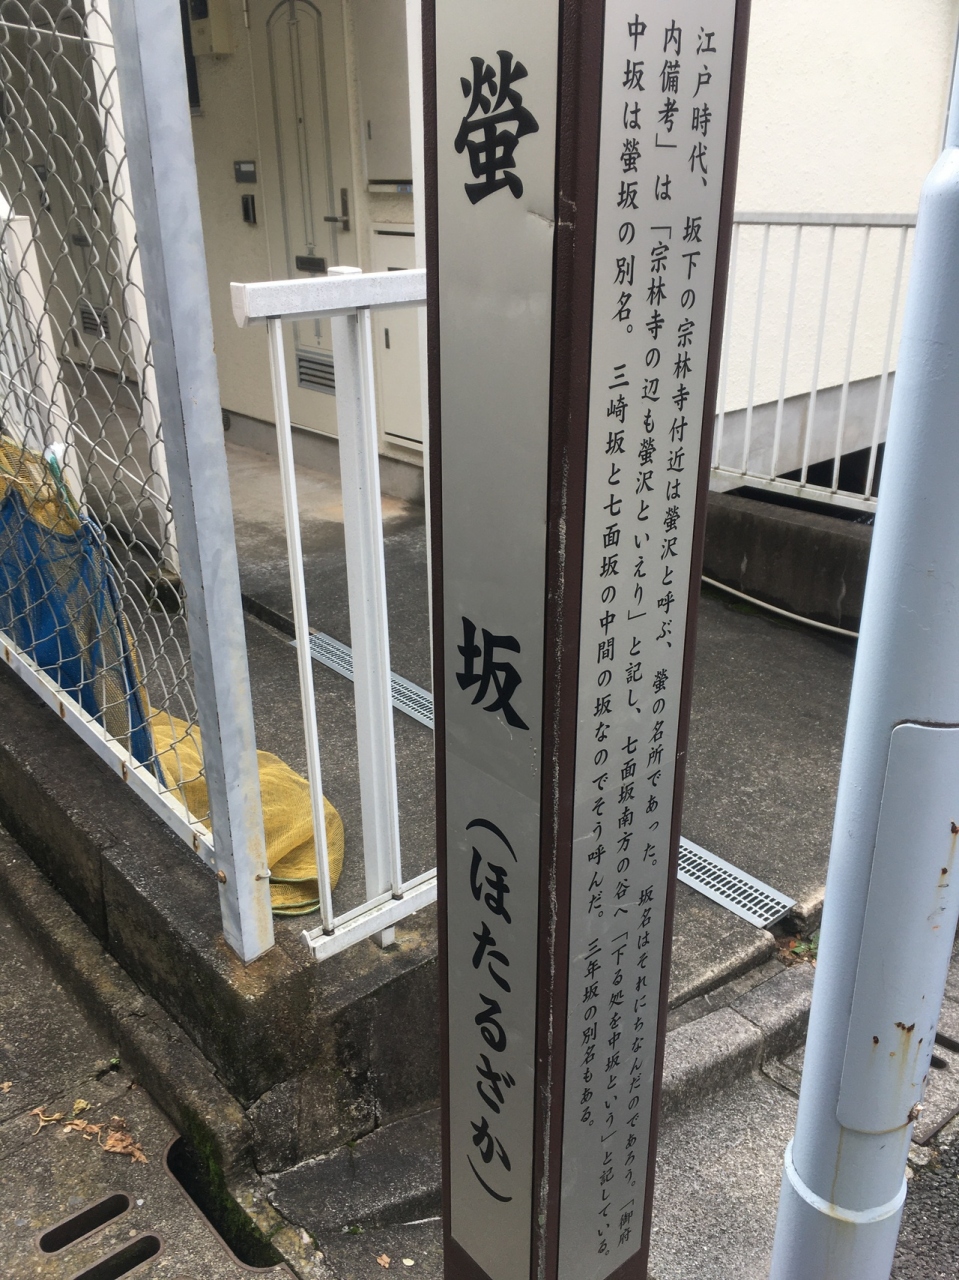 螢坂（ほたるざか）
江戸時代、坂下の宗林寺付近は螢沢と呼ぶ、螢の名所であった。坂名はそれにちなんだのであろう。「御府
内備考」は「宗林寺の辺も螢沢といえり」と記し、七面坂南方の谷へ「下る処を中坂という」と記している。
中坂は螢坂の別名。三崎坂と七面坂の中間の坂なのでそう呼んだ。三年坂の別名もある。